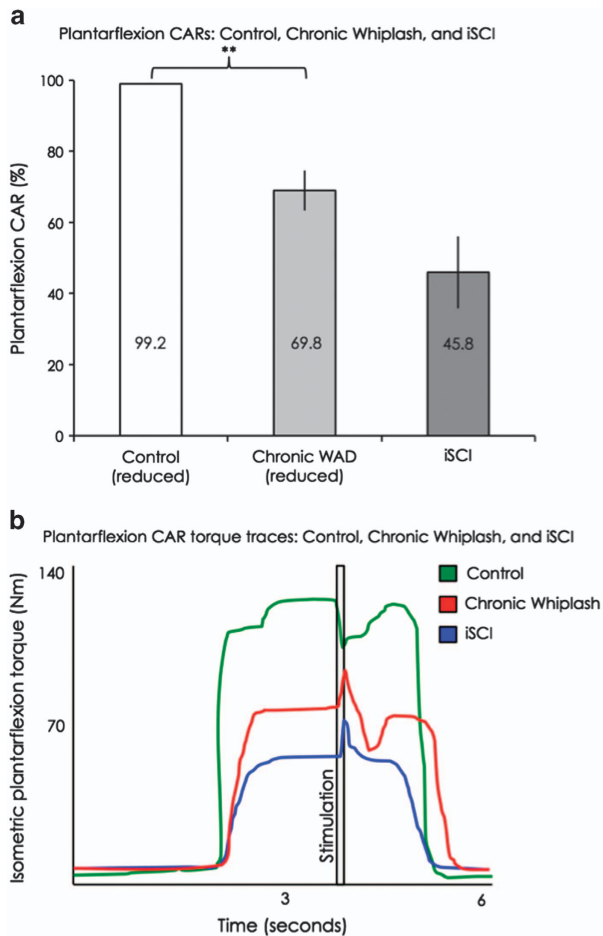 a
Plantarflexion CARs: Control, Chronic Whiplash, and iSCI
**
Plantarflexion CAR (%)
100
80
60
40
20
0
99.2
69.8
45.8
Control
(reduced)
Chronic WAD
(reduced)
iSCI
b
Plantarflexion CAR torque traces: Control, Chronic Whiplash, and iSCI
Isometric plantarflexion torque (Nm)
140
70
Control
Chronic Whiplash
iSCI
Stimulation
3
6
Time (seconds)